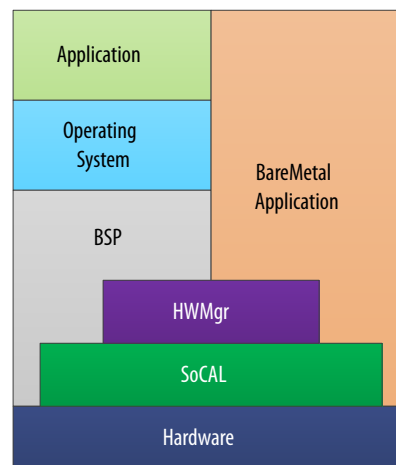 Application
Operating
System
BareMetal
Application
BSP
HWMgr
SoCAL
Hardware